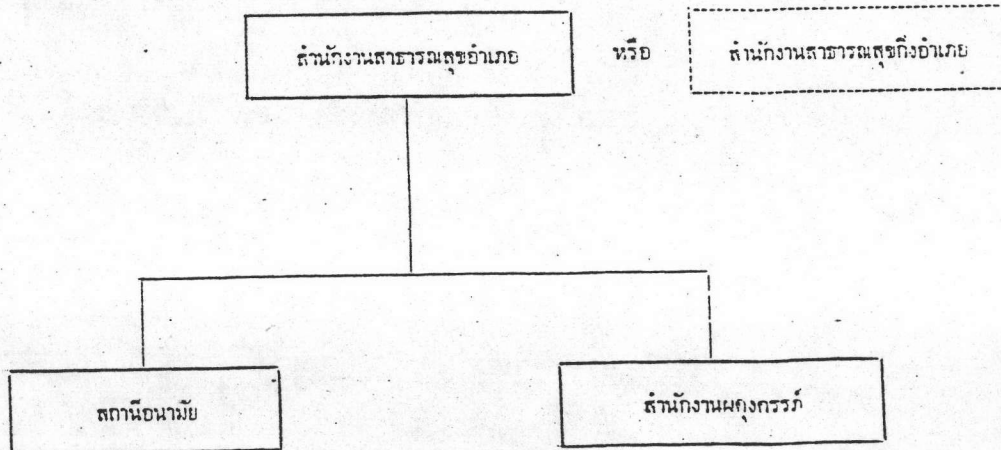 สำนักงานสาธารณสุขอำเภอ หรือ สำนักงานสาธารณสุขกิ่งอำเภอ
สถานีอนามัย
สำนักงานผดุงครรภ์